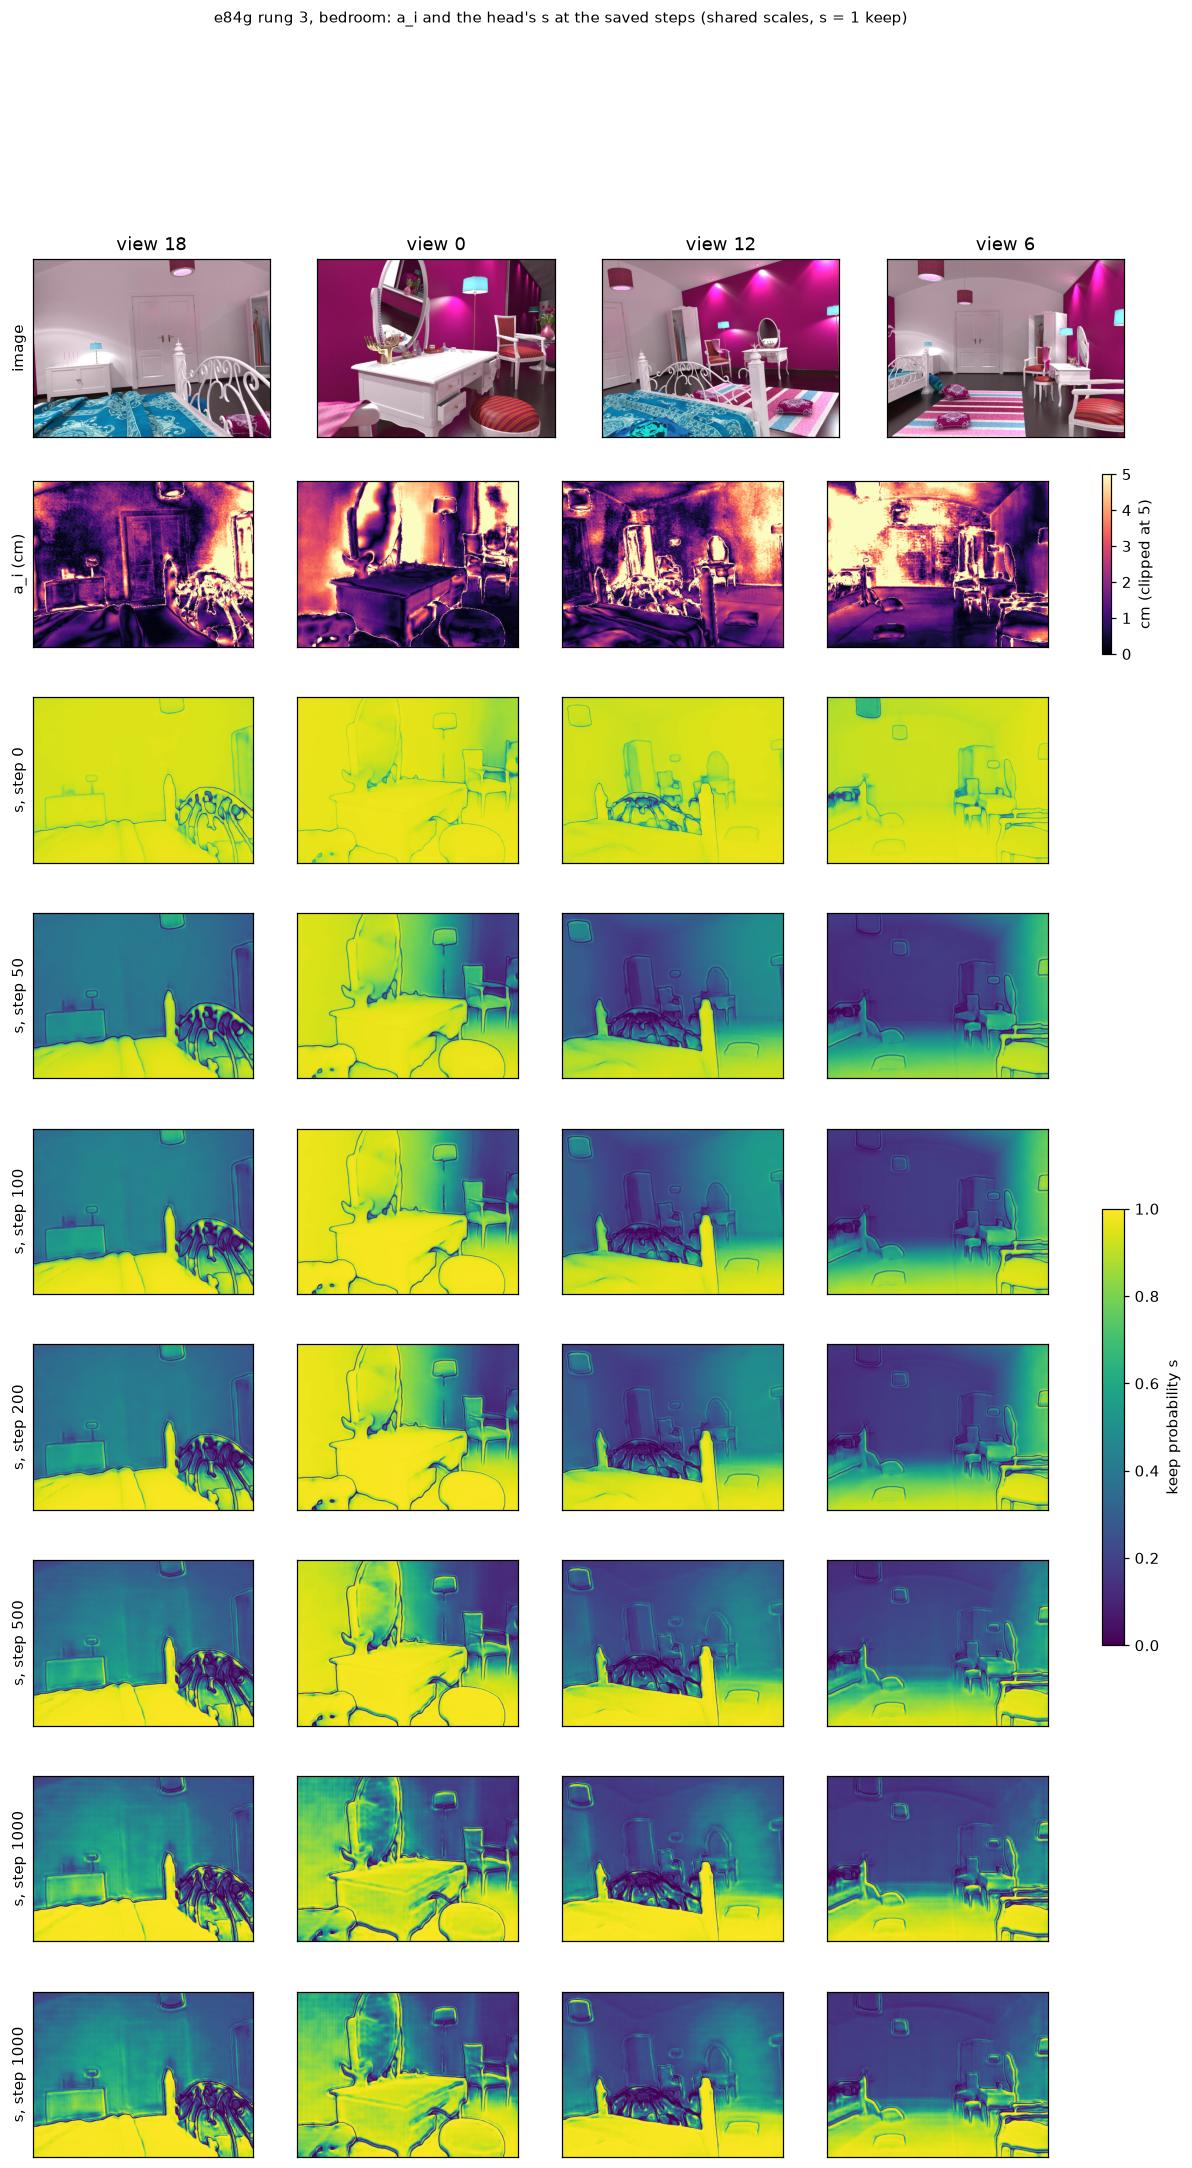 e84g rung 3, bedroom: a_i and the head's s at the saved steps (shared scales, s = 1 keep)
view 18
view 0
view 12
view 6
image
a_i (cm)
5
4
3
2
1
0
cm (clipped at 5)
s, step 0
s, step 50
s, step 100
s, step 200
s, step 500
s, step 1000
s, step 1000
1.0
0.8
0.6
0.4
0.2
0.0
keep probability s